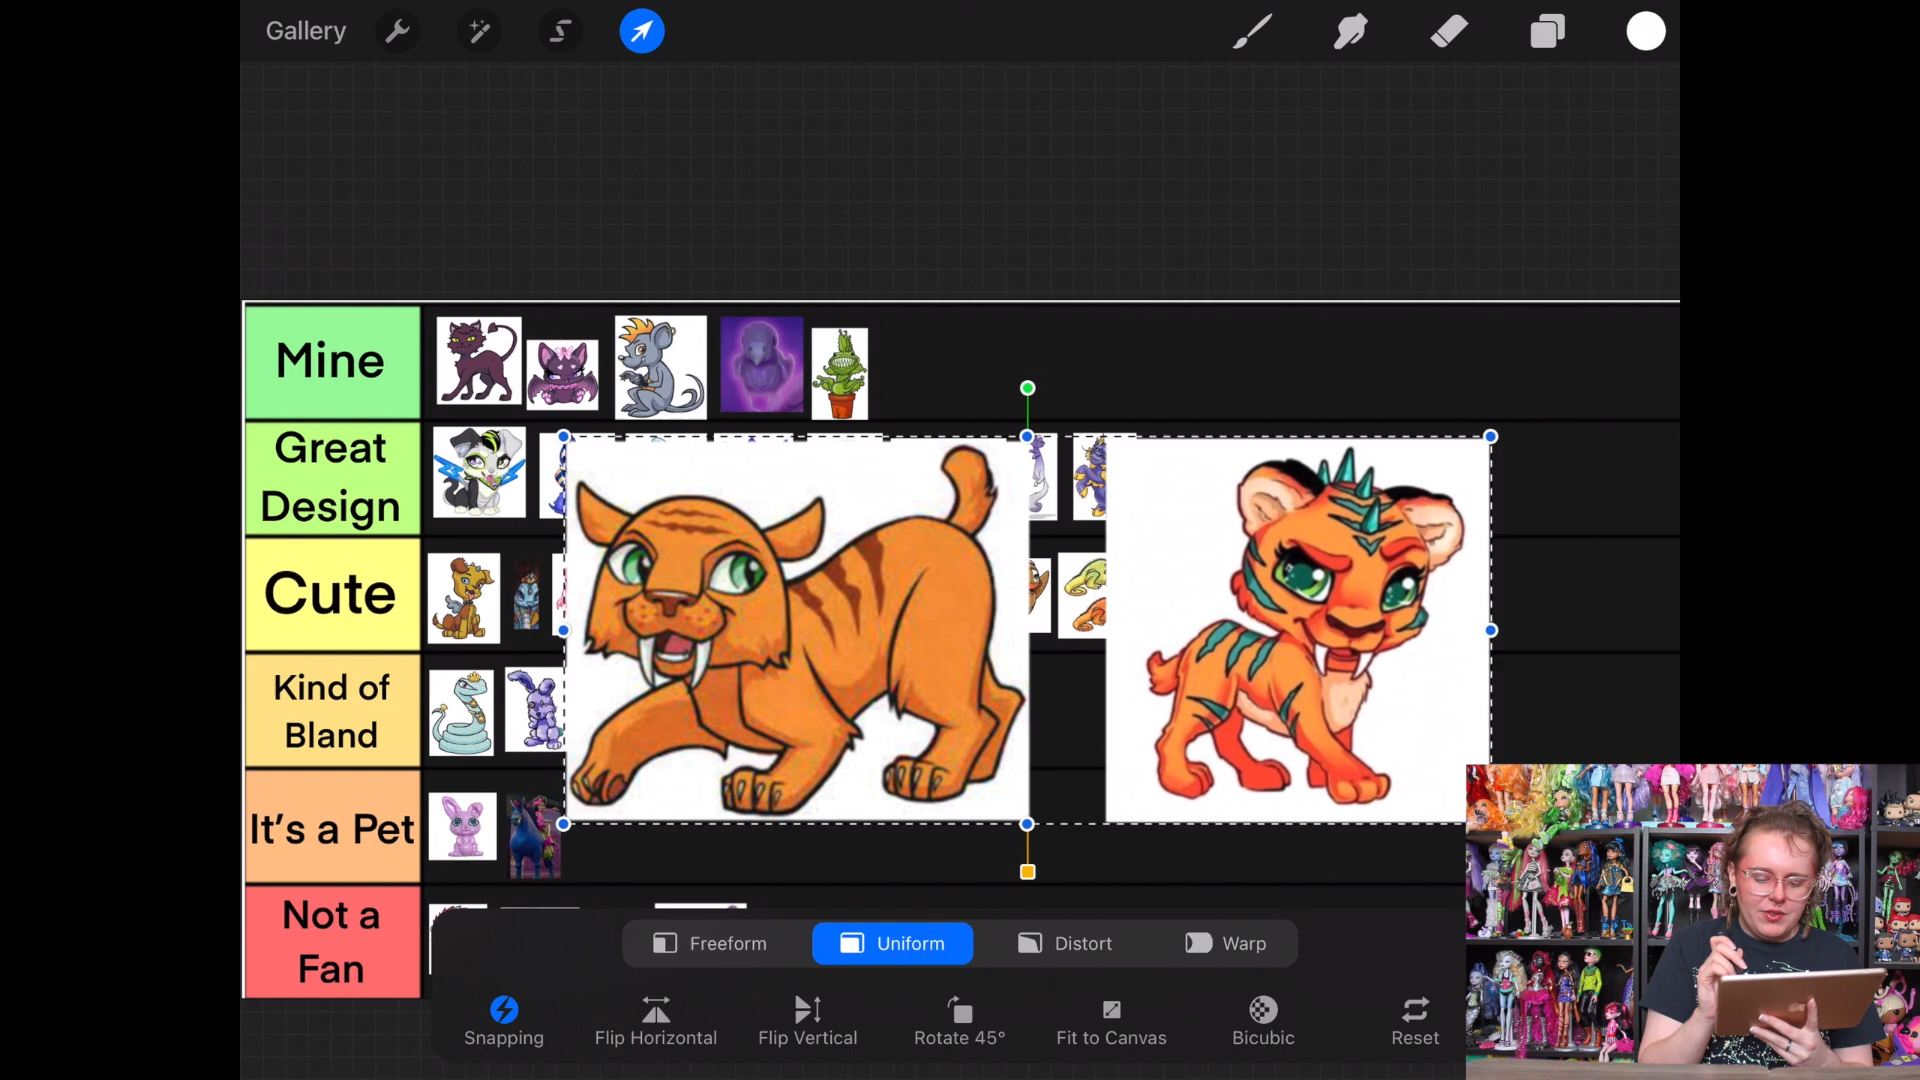 Gallery
Mine
Great
Design
Cute
Kind of
Bland
It's a Pet
Not a
Fan
Freeform
Uniform
Distort
Warp
Snapping
Flip Horizontal
Flip Vertical
Rotate 45°
Fit to Canvas
Bicubic
Reset